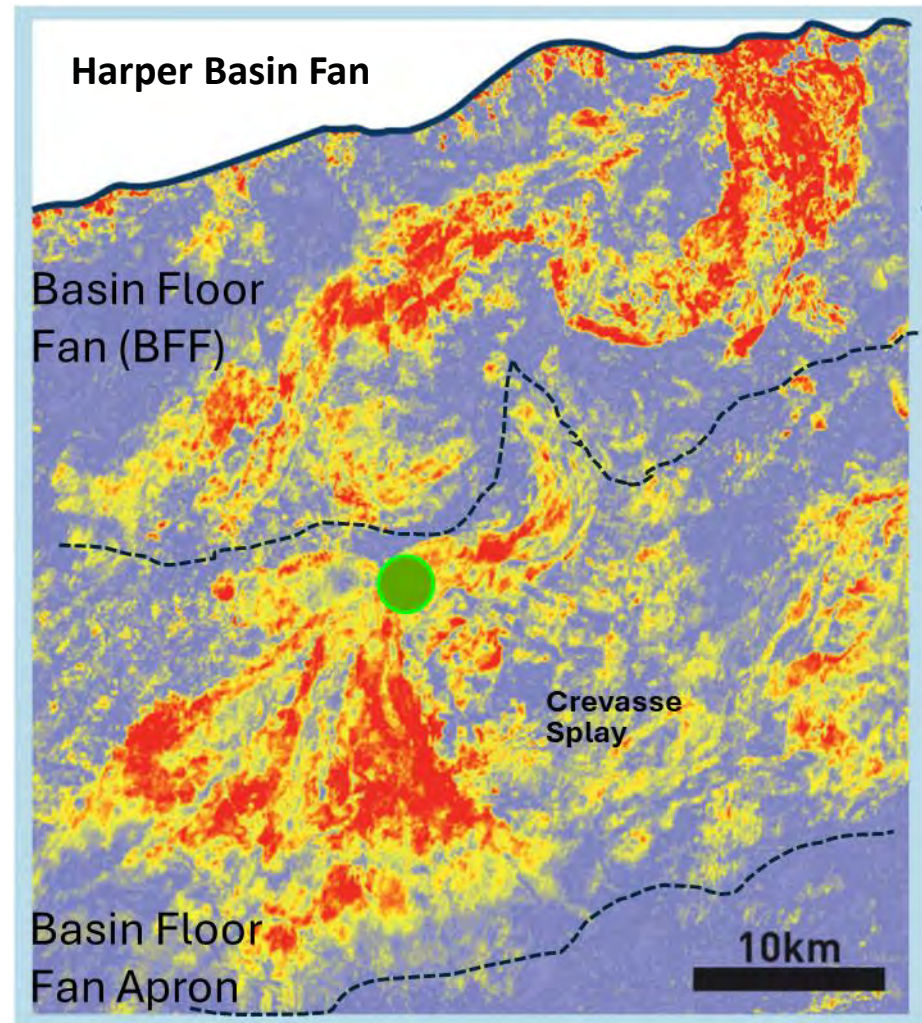 Harper Basin Fan
Basin Floor
Fan (BFF)
Crevasse
Splay
Basin Floor
Fan Apron
10km